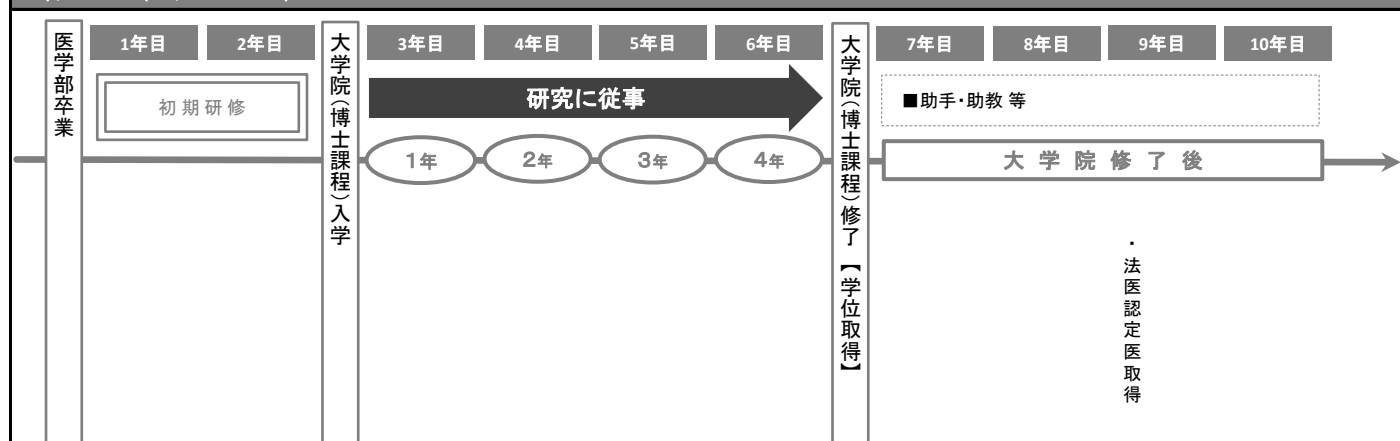 医学部卒業
1年目
2年目
初期研修
大学院(博士課程)入学
3年目
4年目
5年目
6年目
研究に従事
1年
2年
3年
4年
大学院(博士課程)修了【学位取得】
7年目
8年目
9年目
10年目
■助手・助教 等
大学院修了後
・法医認定医取得